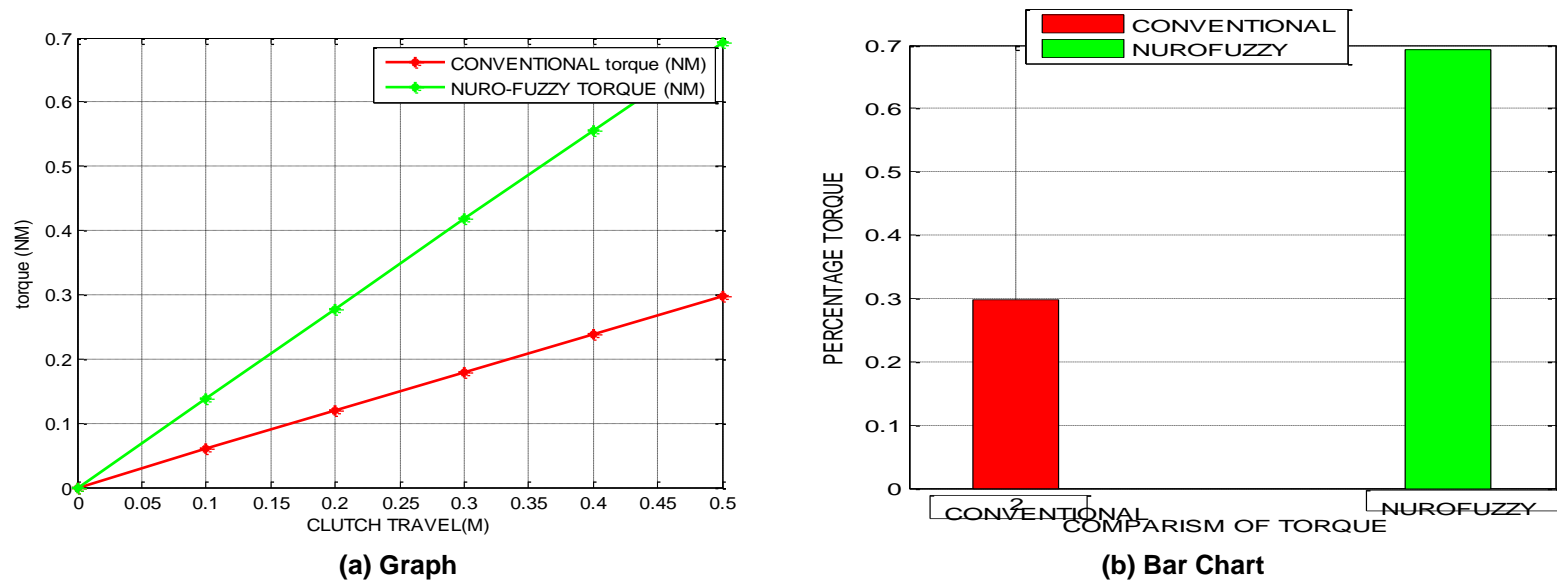 0.7
0.6
0.5
0.4
0.3
0.2
0.1
0
torque (NM)
CONVENTIONAL torque (NM)
NURO-FUZZY TORQUE (NM)
0 0.05 0.1 0.15 0.2 0.25 0.3 0.35 0.4 0.45 0.5
CLUTCH TRAVEL(M)
(a) Graph
CONVENTIONAL
NUROFUZZY
0.7
0.6
0.5
0.4
0.3
0.2
0.1
0
PERCENTAGE TORQUE
2
CONVENTIONAL
NUROFUZZY
COMPARISM OF TORQUE
(b) Bar Chart